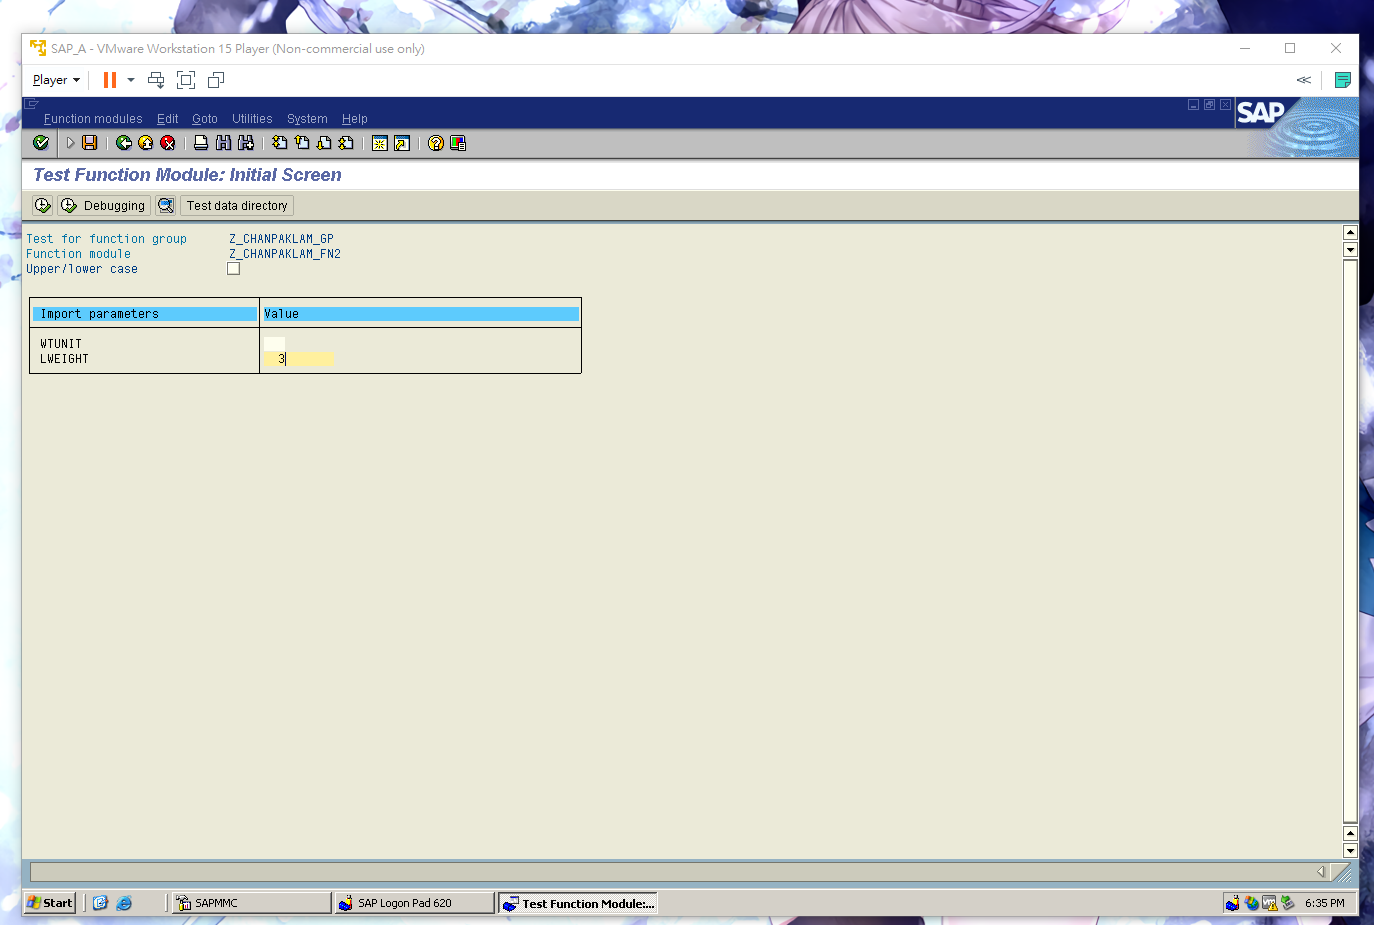 SAP_A - VMware Workstation 15 Player (Non-commercial use only)
Player
Function modules Edit Goto Utilities System Help
SAP
Test Function Module: Initial Screen
Debugging Test data directory
Test for function group Z_CHANPAKLAM_GP
Function module Z_CHANPAKLAM_FN2
Upper/lower case
Import parameters Value
WTUNIT
LWEIGHT 3
Start SAPMMC SAP Logon Pad 620 Test Function Module:... 6:35 PM